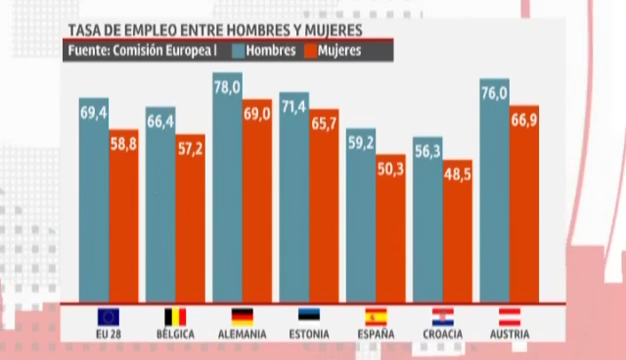 TASA DE EMPLEO ENTRE HOMBRES Y MUJERES
Fuente: Comisión Europea | Hombres Mujeres
69,4 58,8 66,4 57,2 78,0 69,0 71,4 65,7 59,2 50,3 56,3 48,5 76,0 66,9
EU 28 BÉLGICA ALEMANIA ESTONIA ESPAÑA CROACIA AUSTRIA